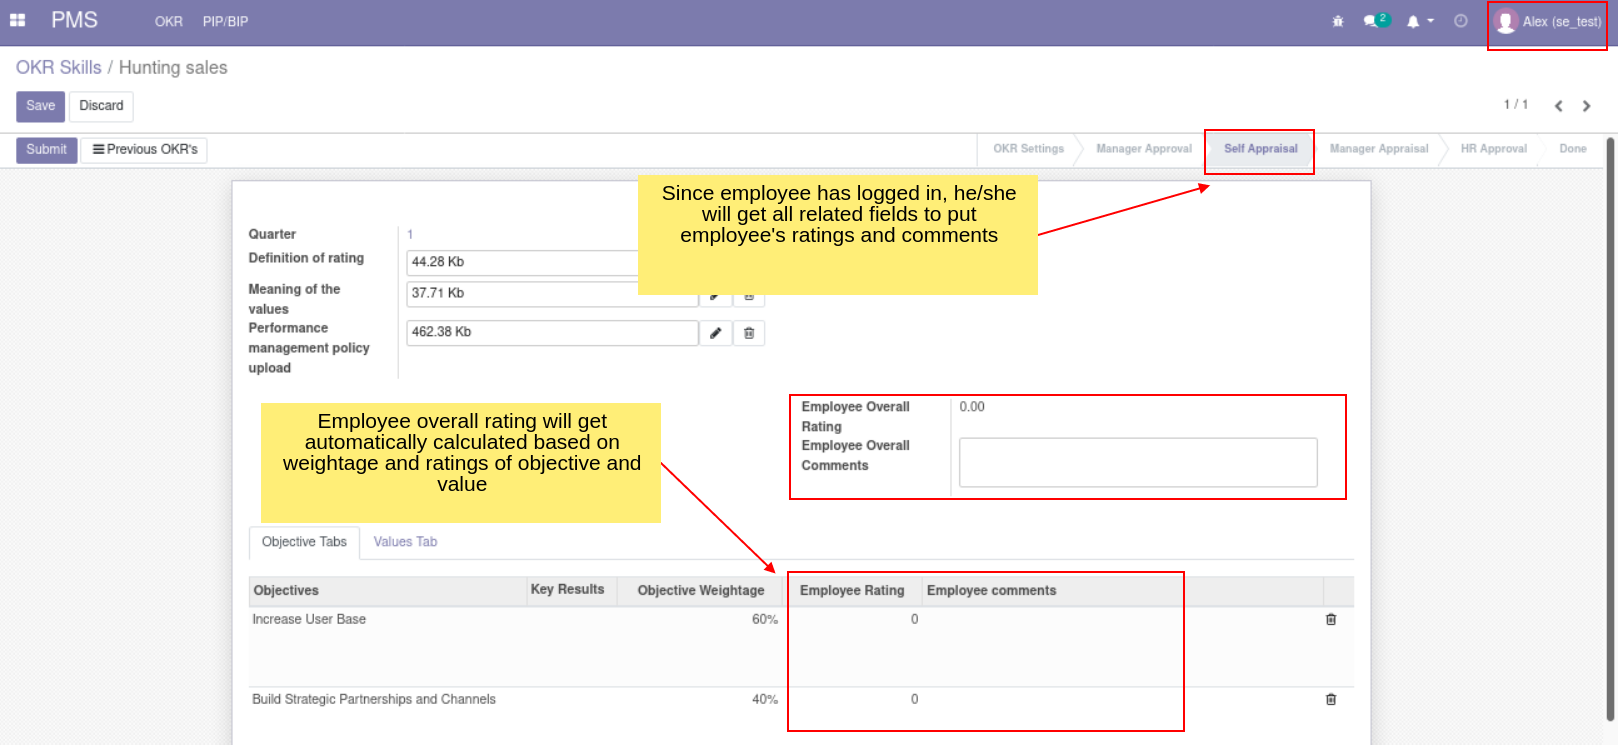 PMS
OKR
PIP/BIP
2
Alex (se_test)
OKR Skills / Hunting sales
Save
Discard
1 / 1
Submit
Previous OKR's
OKR Settings
Manager Approval
Self Appraisal
Manager Appraisal
HR Approval
Done
Since employee has logged in, he/she
will get all related fields to put
employee's ratings and comments
Quarter
1
Definition of rating
44.28 Kb
Meaning of the
values
37.71 Kb
Performance
management policy
upload
462.38 Kb
Employee overall rating will get
automatically calculated based on
weightage and ratings of objective and
value
Employee Overall
Rating
0.00
Employee Overall
Comments
Objective Tabs
Values Tab
Objectives
Key Results
Objective Weightage
Employee Rating
Employee comments
Increase User Base
60%
0
Build Strategic Partnerships and Channels
40%
0